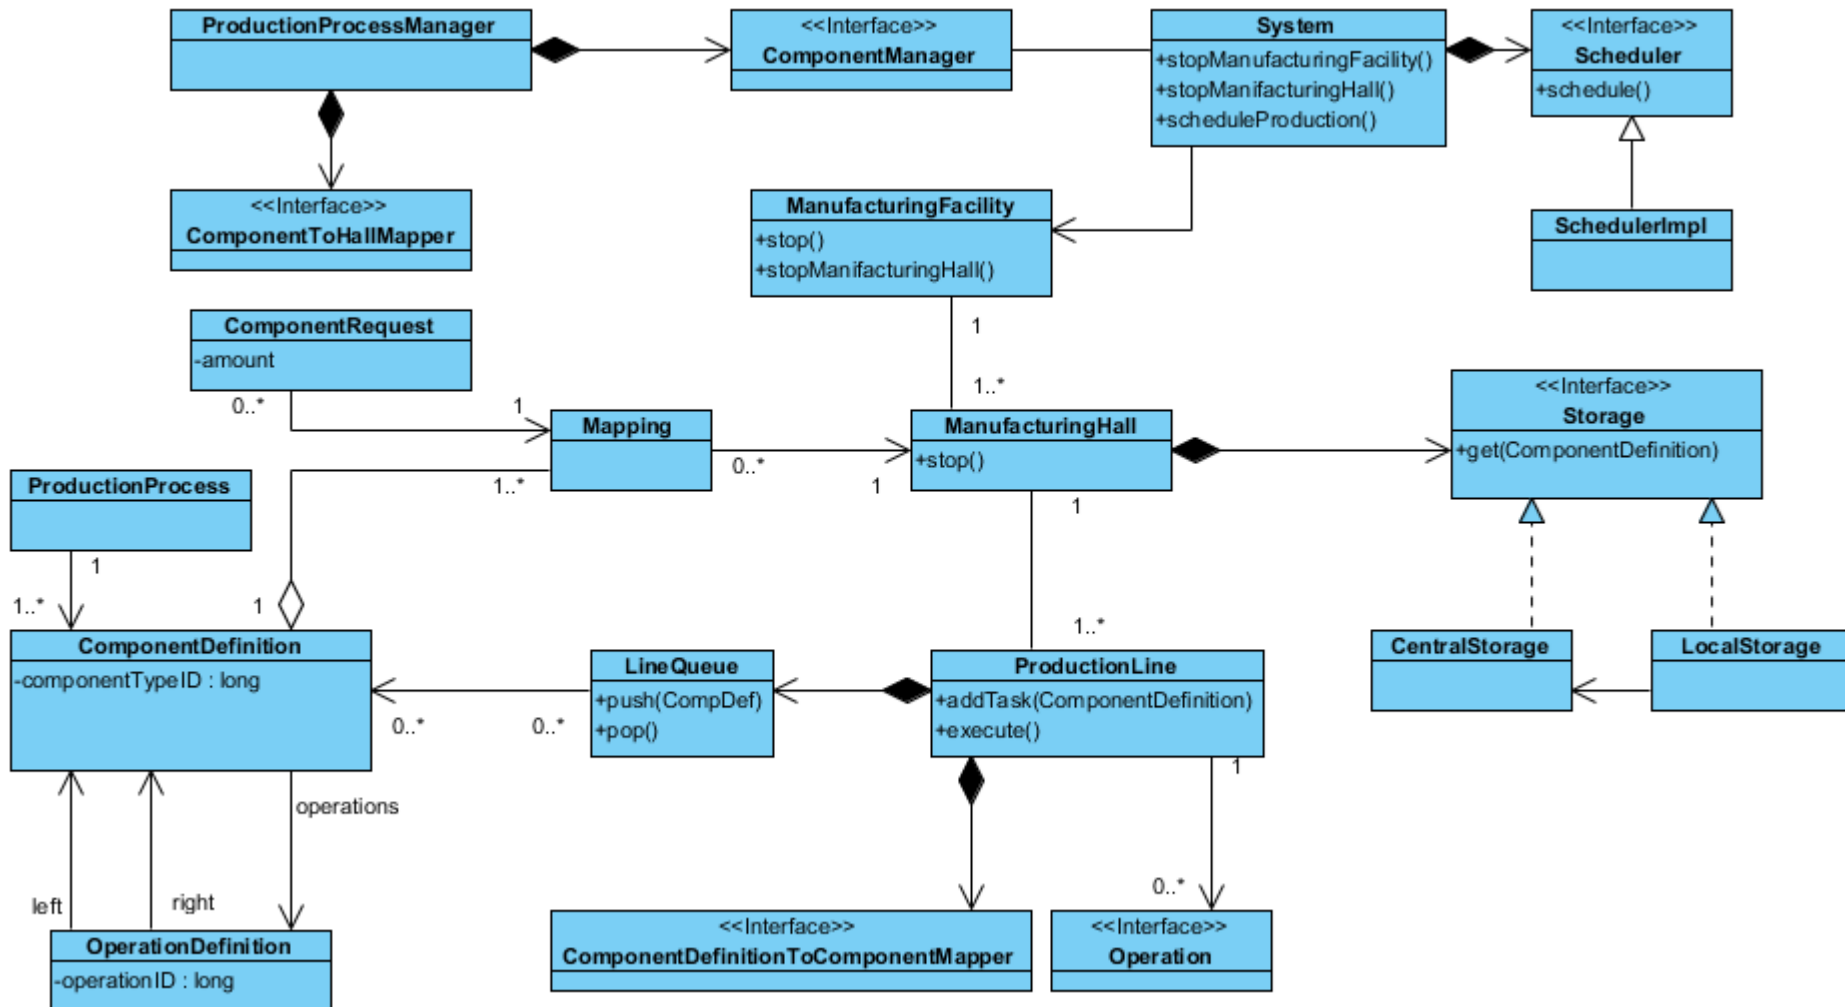 ProductionProcessManager
<<Interface>>
ComponentManager
System
+stopManufacturingFacility()
+stopManifacturingHall()
+scheduleProduction()
<<Interface>>
Scheduler
+schedule()
<<Interface>>
ComponentToHallMapper
ManufacturingFacility
+stop()
+stopManifacturingHall()
SchedulerImpl
ComponentRequest
-amount
1
1..*
0..*
1
Mapping
ManufacturingHall
+stop()
<<Interface>>
Storage
+get(ComponentDefinition)
0..*
1
1
1..*
ProductionProcess
1
1..*
1
ComponentDefinition
-componentTypeID : long
LineQueue
+push(CompDef)
+pop()
1..*
ProductionLine
+addTask(ComponentDefinition)
+execute()
CentralStorage
LocalStorage
0..*
0..*
1
operations
left
right
0..*
OperationDefinition
-operationID : long
<<Interface>>
ComponentDefinitionToComponentMapper
<<Interface>>
Operation